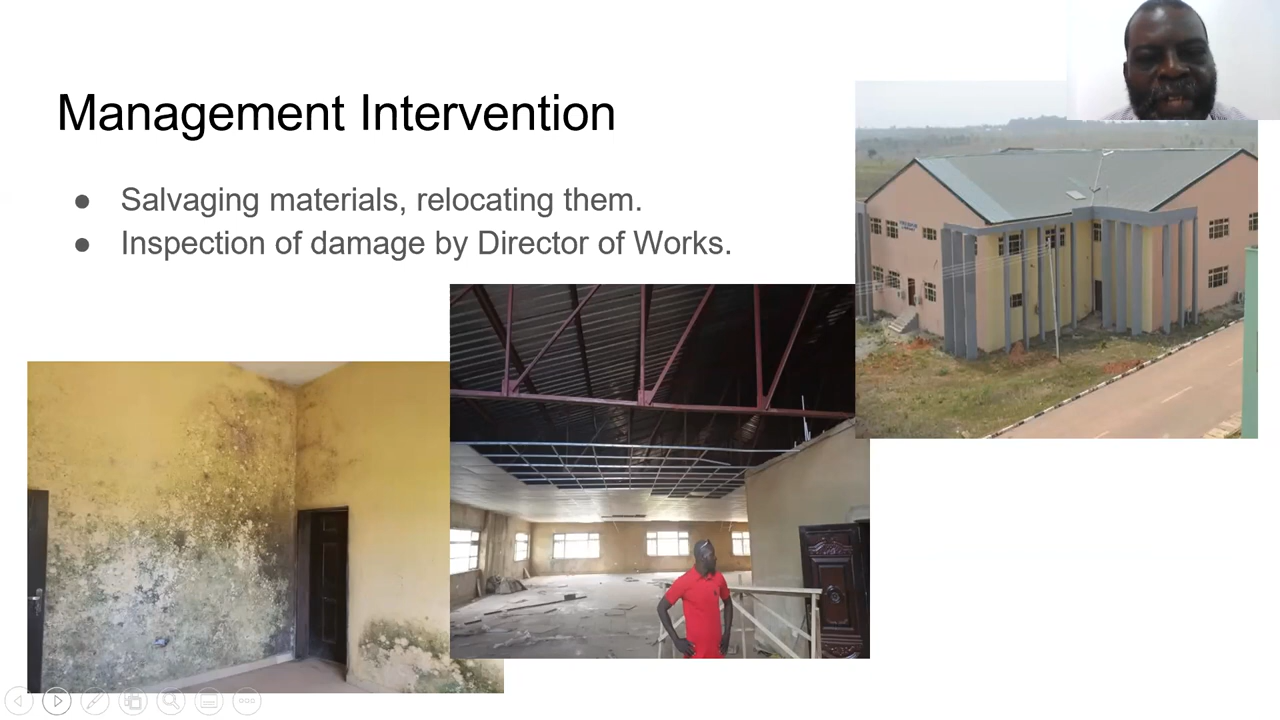 Management Intervention
● Salvaging materials, relocating them.
● Inspection of damage by Director of Works.